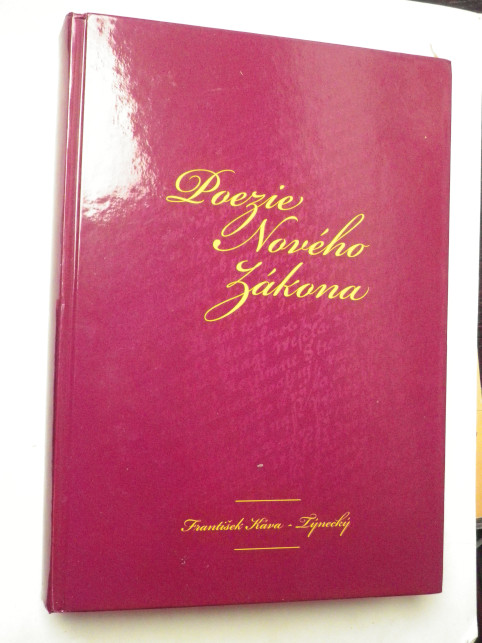 Poezie
Nového
Zákona
František Káva - Týnecký